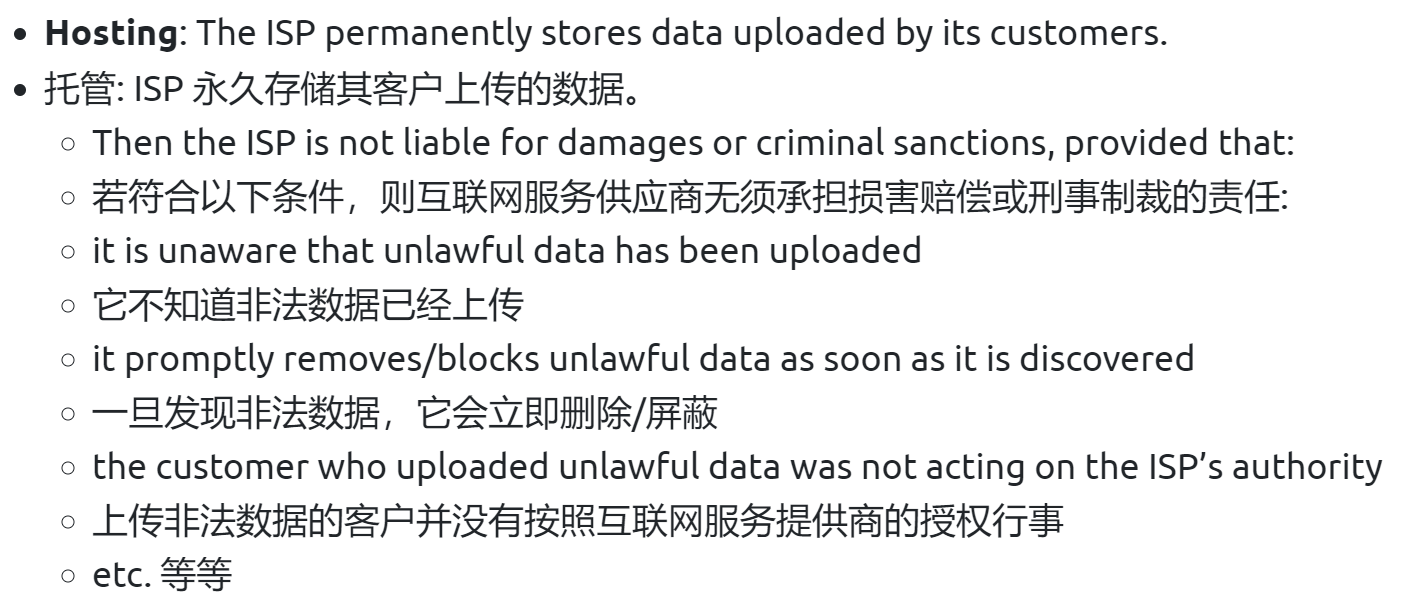 • Hosting: The ISP permanently stores data uploaded by its customers.
• 托管: ISP 永久存储其客户上传的数据。
○ Then the ISP is not liable for damages or criminal sanctions, provided that:
○ 若符合以下条件，则互联网服务供应商无须承担损害赔偿或刑事制裁的责任:
○ it is unaware that unlawful data has been uploaded
○ 它不知道非法数据已经上传
○ it promptly removes/blocks unlawful data as soon as it is discovered
○ 一旦发现非法数据，它会立即删除/屏蔽
○ the customer who uploaded unlawful data was not acting on the ISP’s authority
○ 上传非法数据的客户并没有按照互联网服务提供商的授权行事
○ etc. 等等